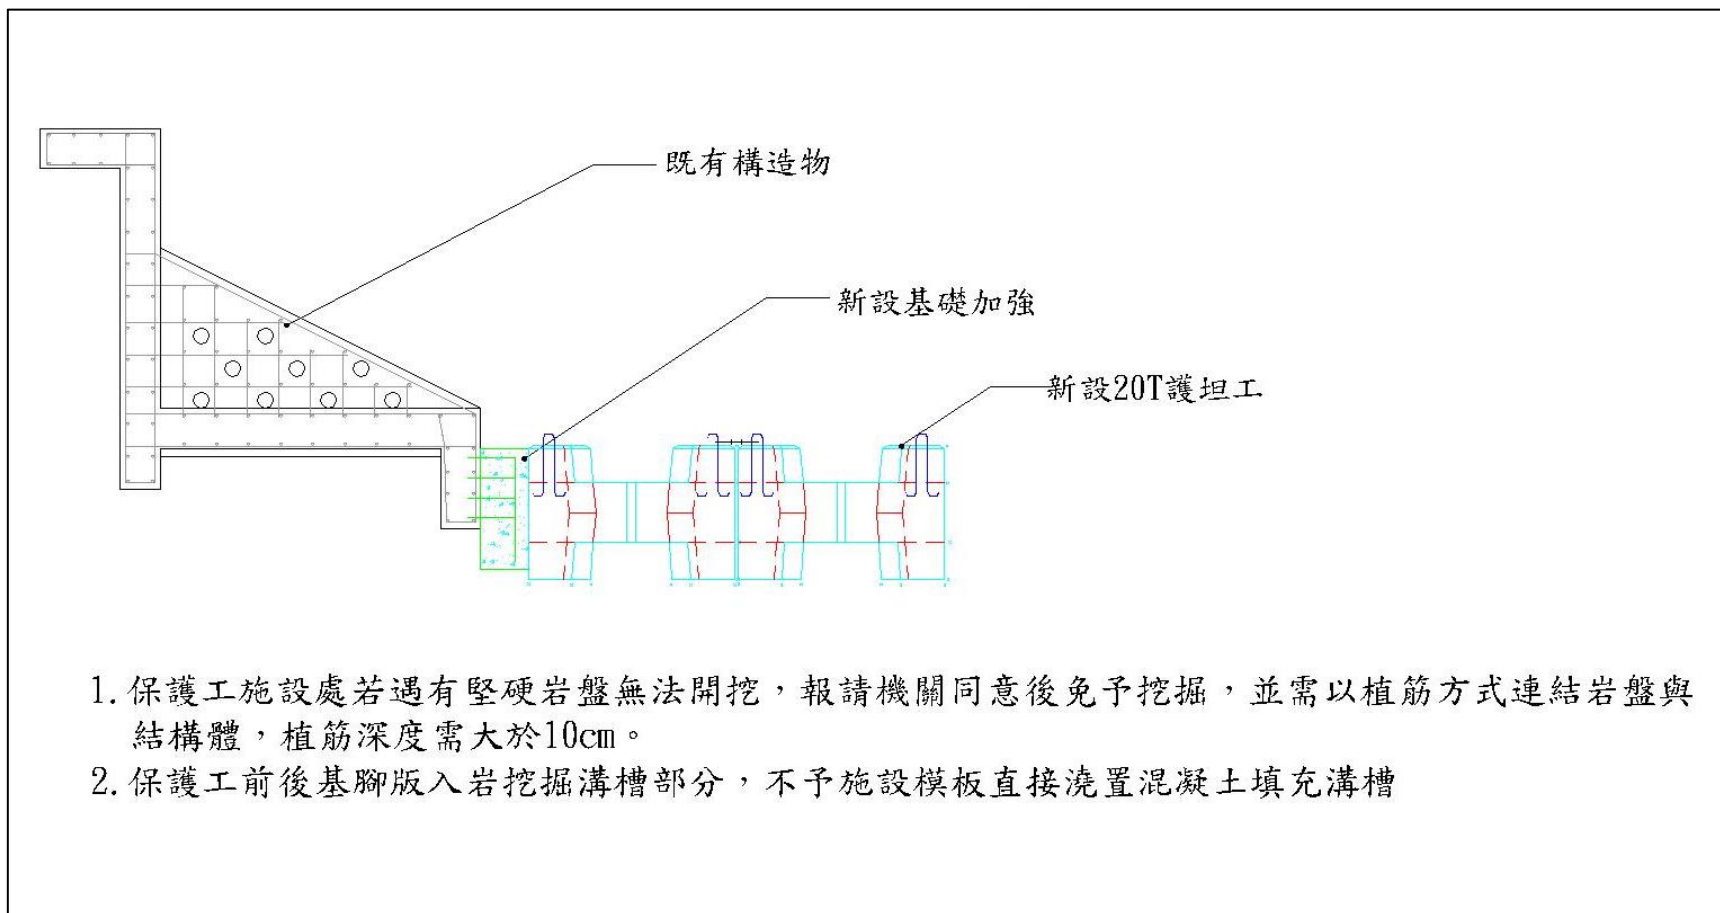 既有構造物
新設基礎加強
新設20T護坦工
1. 保護工施設處若遇有堅硬岩盤無法開挖，報請機關同意後免予挖掘，並需以植筋方式連結岩盤與
結構體，植筋深度需大於10cm。
2. 保護工前後基腳版入岩挖掘溝槽部分，不予施設模板直接澆置混凝土填充溝槽